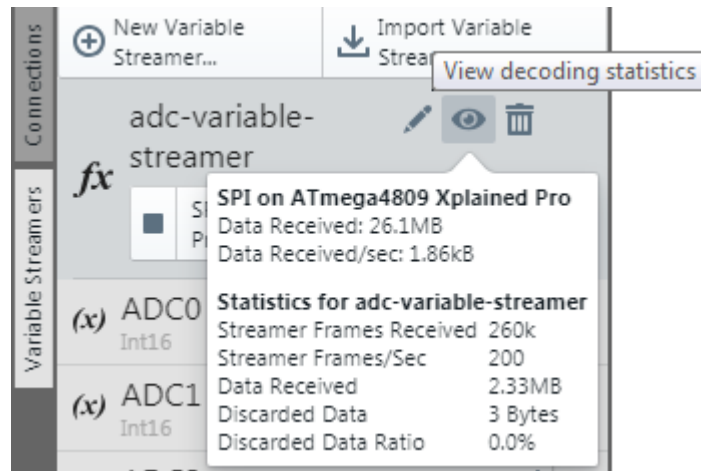 Connections
Variable Streamers
New Variable
Streamer...
Import Variable
View decoding statistics
adc-variable-
streamer
fx
SPI on ATmega4809 Xplained Pro
Data Received: 26.1MB
Data Received/sec: 1.86kB
Statistics for adc-variable-streamer
Streamer Frames Received 260k
Streamer Frames/Sec 200
Data Received 2.33MB
Discarded Data 3 Bytes
Discarded Data Ratio 0.0%
(x) ADC0
Int16
(x) ADC1
Int16